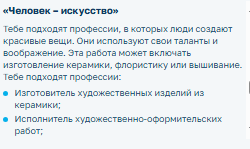 «Человек – искусство»
Тебе подходят профессии, в которых люди создают
красивые вещи. Они используют свои таланты и
воображение. Эта работа может включать
изготовление керамики, флористику или вышивание.
Тебе подходят профессии:
Изготовитель художественных изделий из
керамики;
Исполнитель художественно-оформительских
работ;